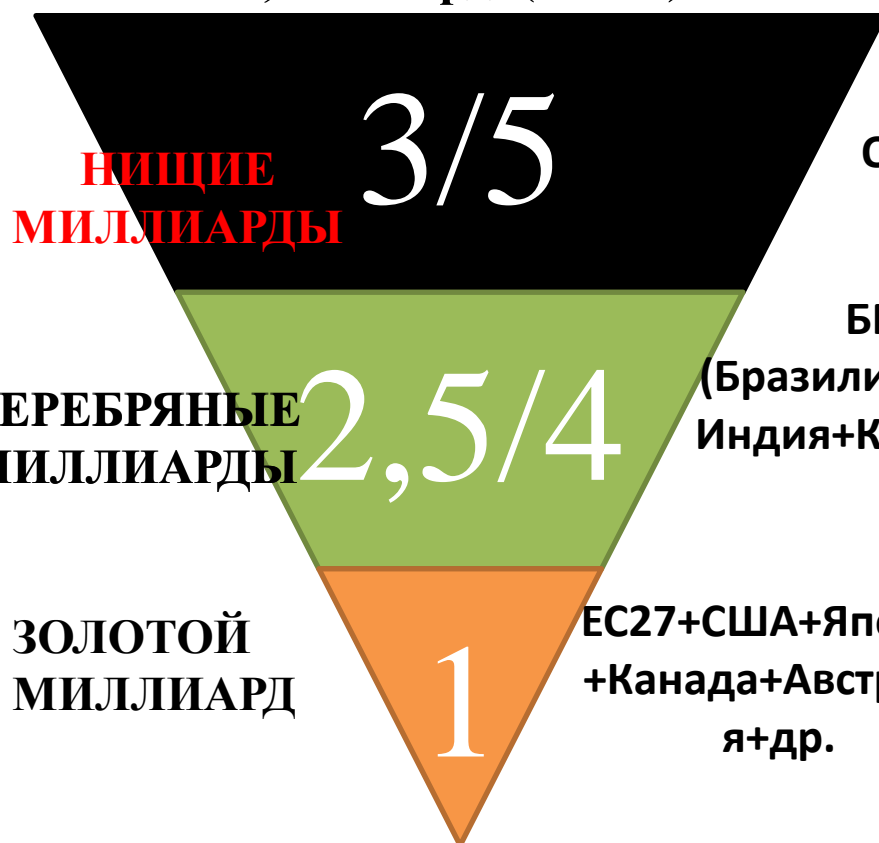 3/5
НИЩИЕ
МИЛЛИАРДЫ
2,5/4
ЕРЕБРЯНЫЕ
ИЛЛИАРДЫ
(Бразили
Индия+К
1
ЗОЛОТОЙ
МИЛЛИАРД
ЕС27+США+Япо
+Канада+Австр
я+др.